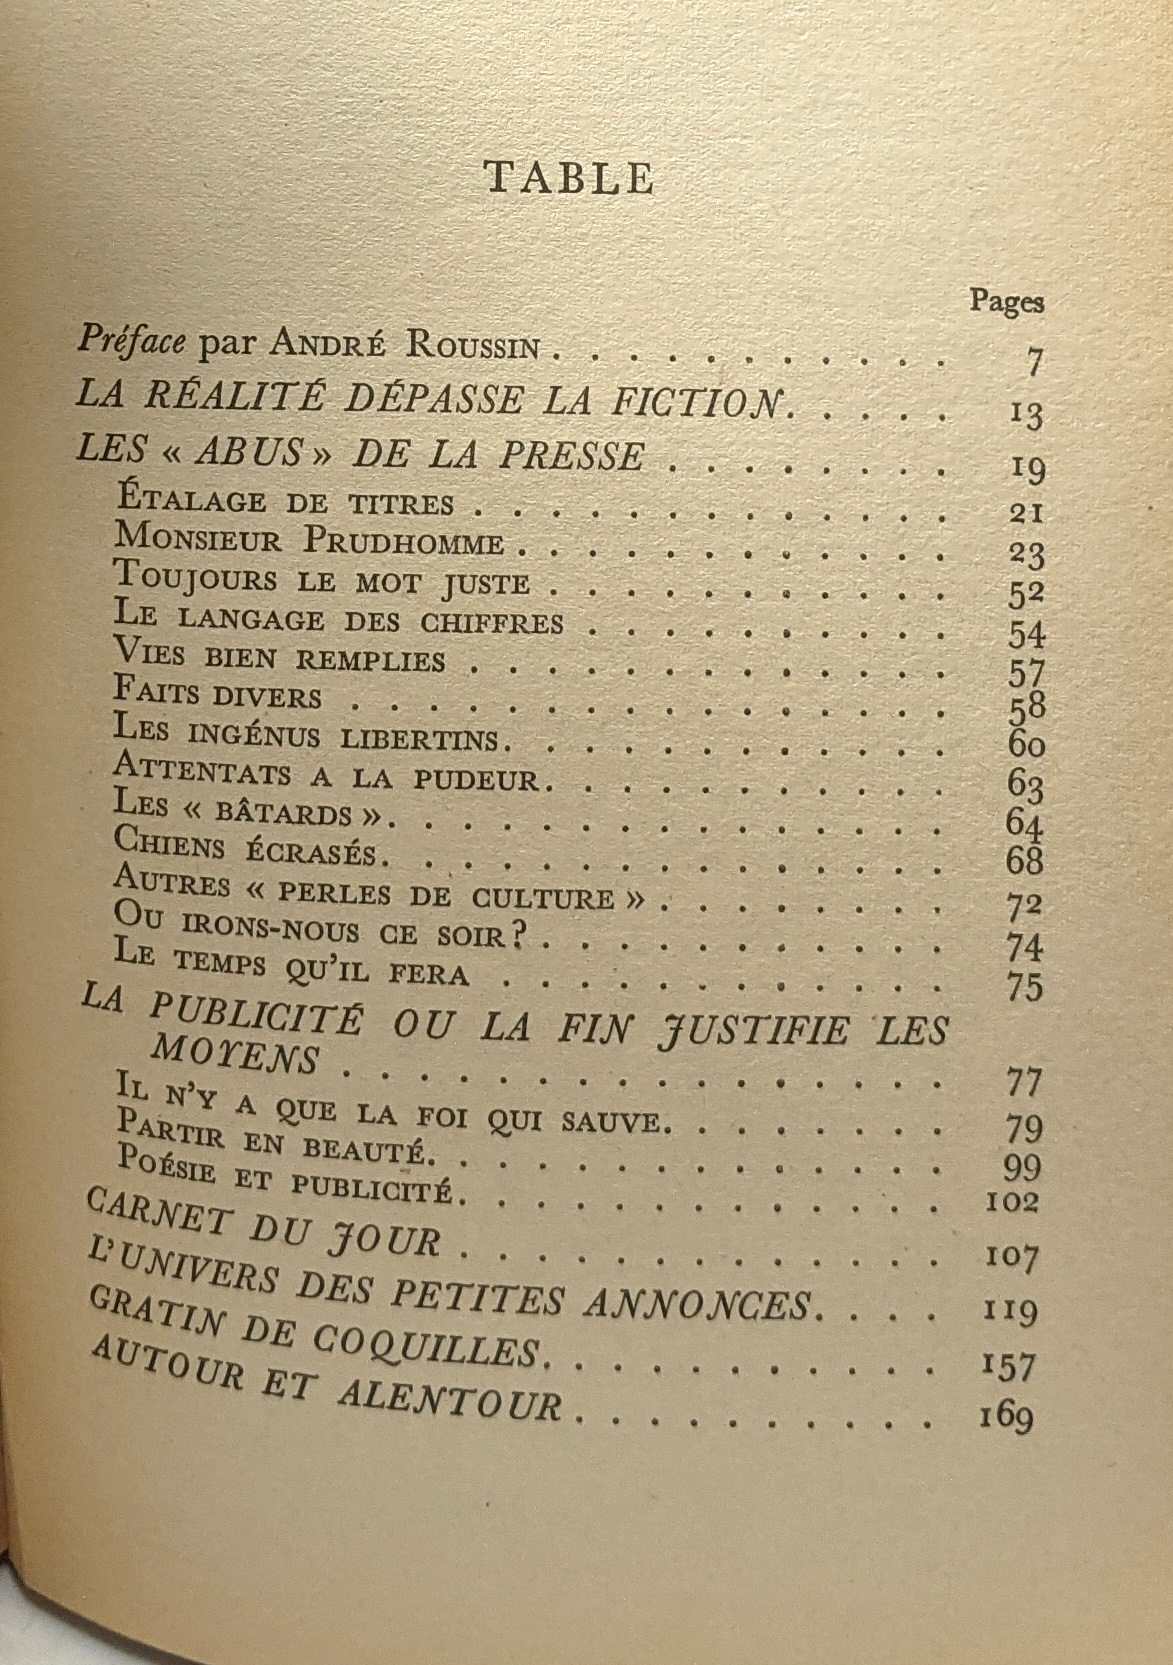 TABLE
Pages
Préface par ANDRÉ ROUSSIN. . . . . . . . . . . 7
LA RÉALITÉ DÉPASSE LA FICTION. . . . . 13
LES « ABUS » DE LA PRESSE . . . . . . . . 19
ÉTALAGE DE TITRES . . . . . . . . . . . . . 21
MONSIEUR PRUDHOMME . . . . . . . . . . . . 23
TOUJOURS LE MOT JUSTE . . . . . . . . . . . 52
LE LANGAGE DES CHIFFRES . . . . . . . . . . 54
VIES BIEN REMPLIES . . . . . . . . . . . . . 57
FAITS DIVERS . . . . . . . . . . . . . . . . 58
LES INGÉNUS LIBERTINS. . . . . . . . . . . . 60
ATTENTATS A LA PUDEUR. . . . . . . . . . . 63
LES « BÂTARDS ». . . . . . . . . . . . . . . 64
CHIENS ÉCRASÉS. . . . . . . . . . . . . . . 68
AUTRES « PERLES DE CULTURE » . . . . . . . . 72
OU IRONS-NOUS CE SOIR? . . . . . . . . . . . 74
LE TEMPS QU'IL FERA . . . . . . . . . . . . 75
LA PUBLICITÉ OU LA FIN JUSTIFIE LES
MOYENS . . . . . . . . . . . . . . . . 77
IL N'Y A QUE LA FOI QUI SAUVE. . . . . . . . 79
PARTIR EN BEAUTÉ. . . . . . . . . . . . . . 99
POÉSIE ET PUBLICITÉ. . . . . . . . . . . . . 102
CARNET DU JOUR . . . . . . . . . . . . . 107
L'UNIVERS DES PETITES ANNONCES. . . . . 119
GRATIN DE COQUILLES. . . . . . . . . . . 157
AUTOUR ET ALENTOUR . . . . . . . . . . 169